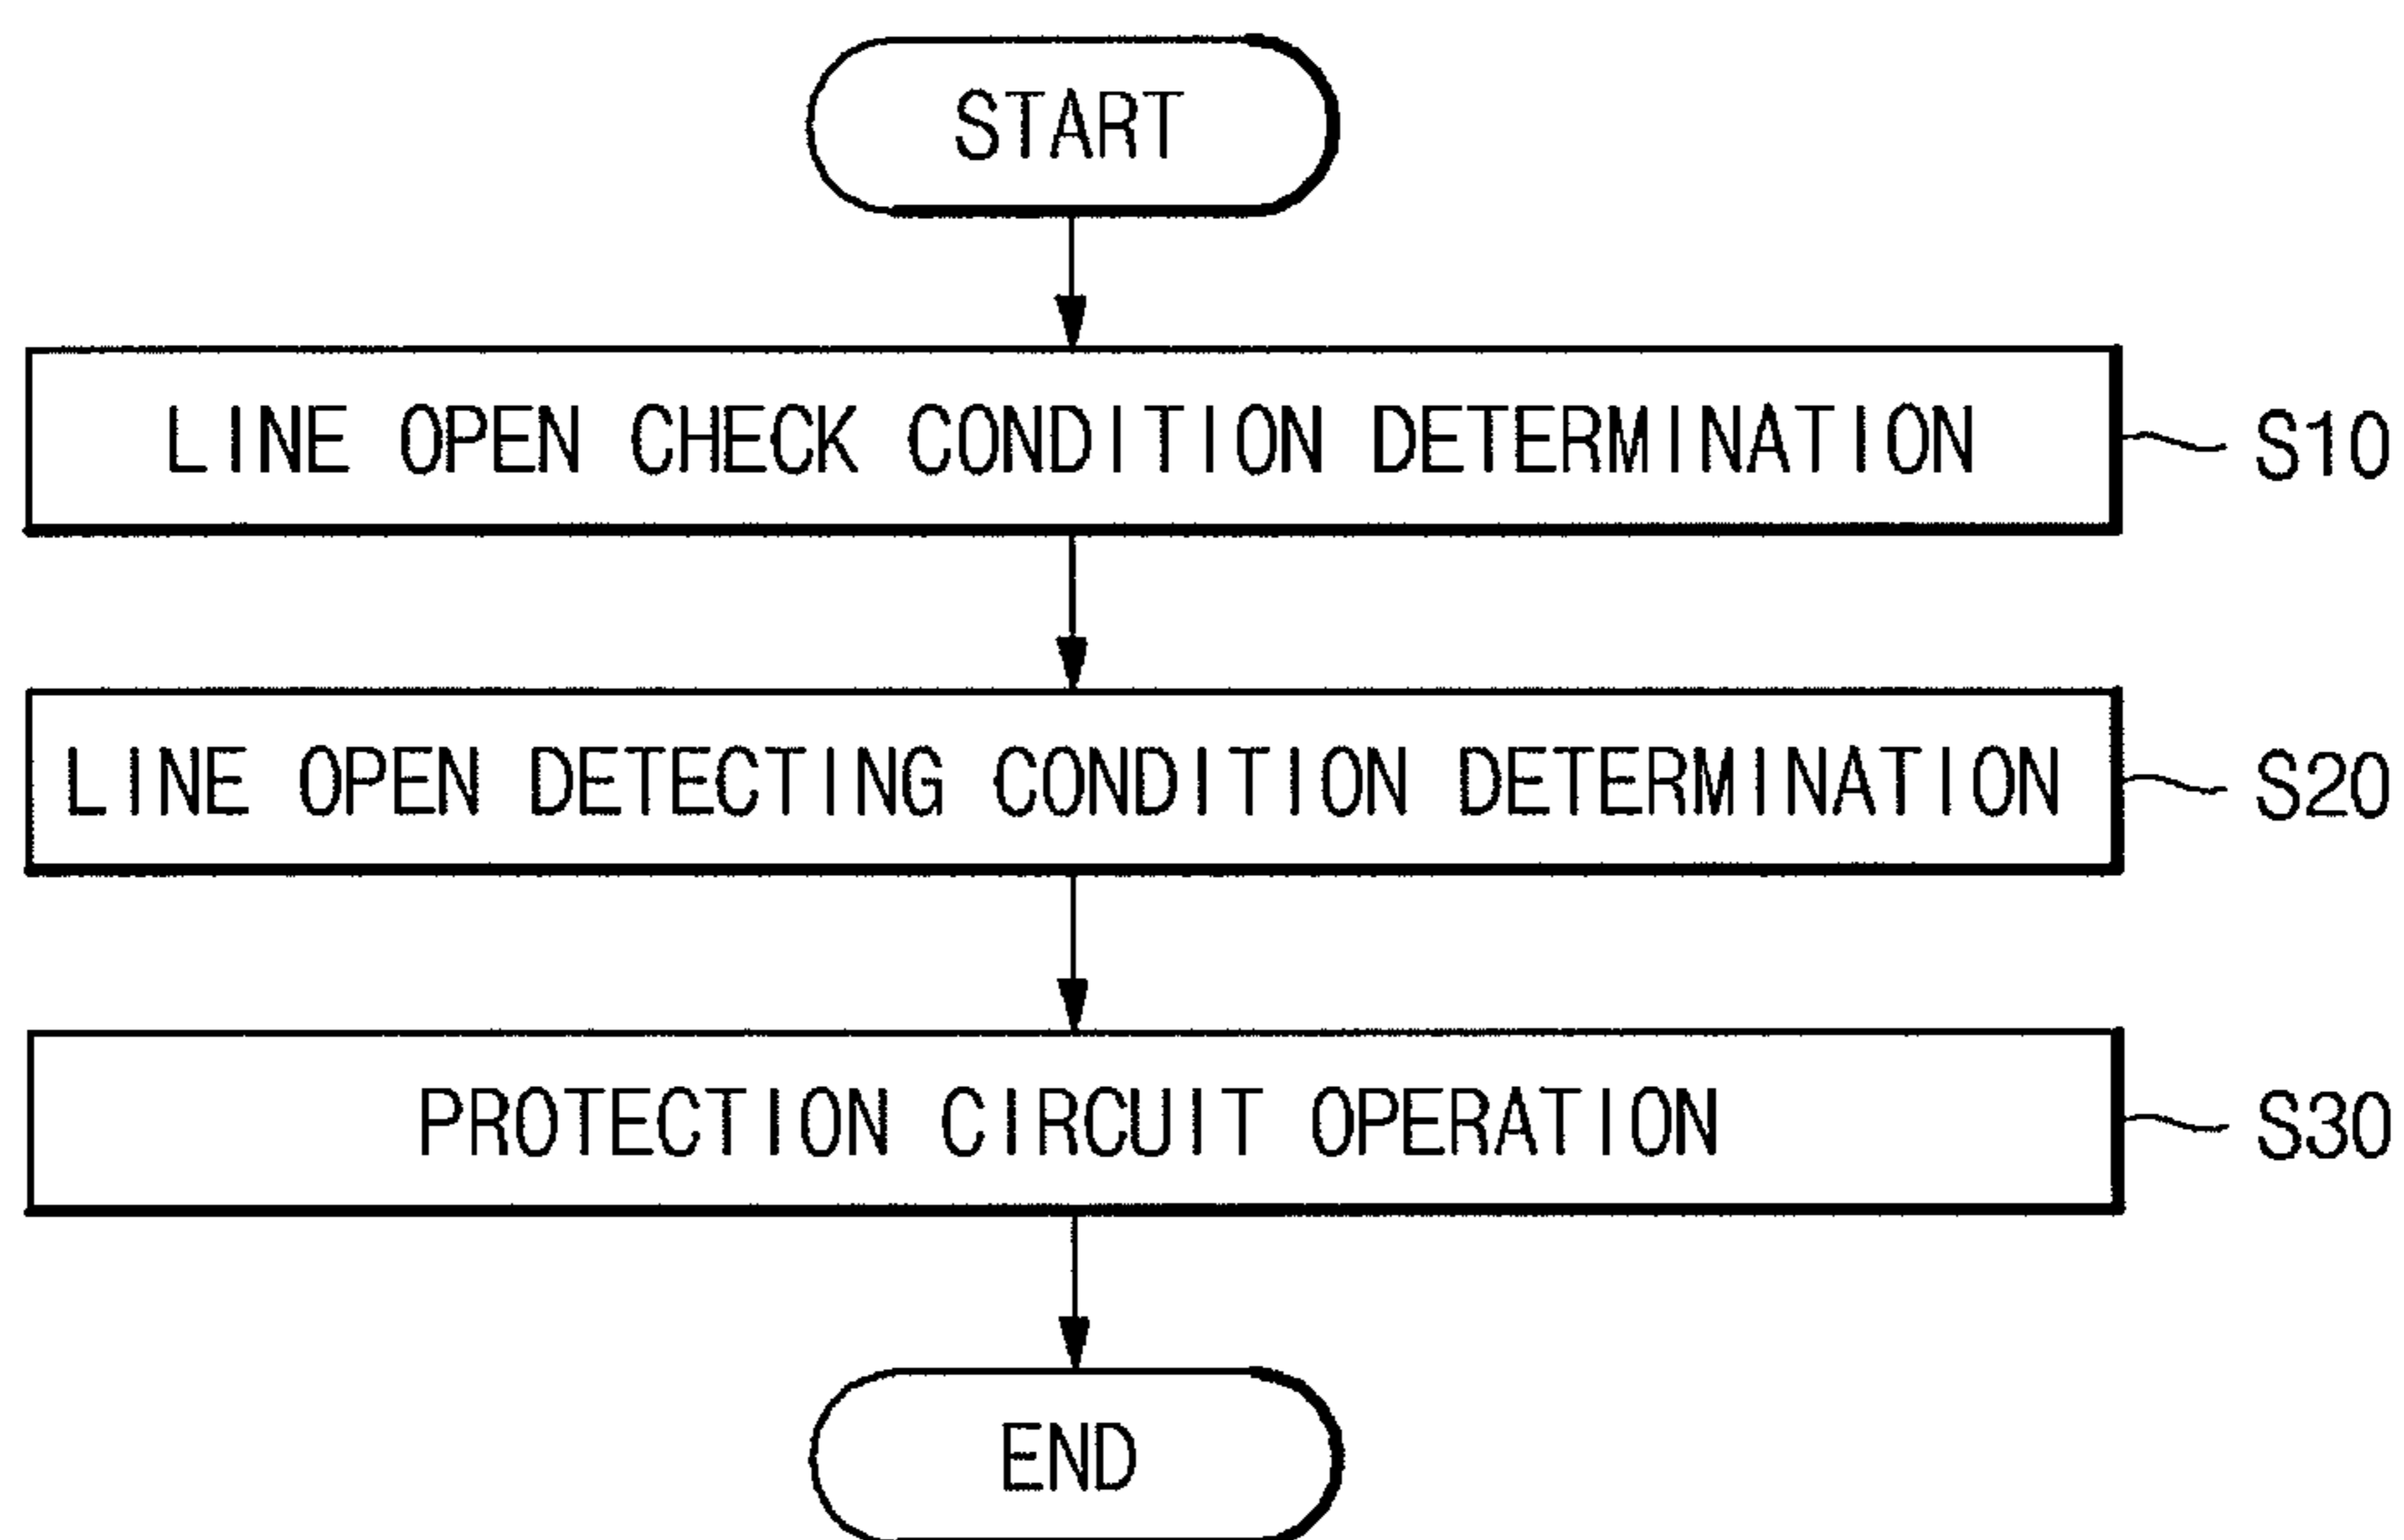 START
LINE OPEN CHECK CONDITION DETERMINATION
S10
LINE OPEN DETECTING CONDITION DETERMINATION
S20
PROTECTION CIRCUIT OPERATION
S30
END